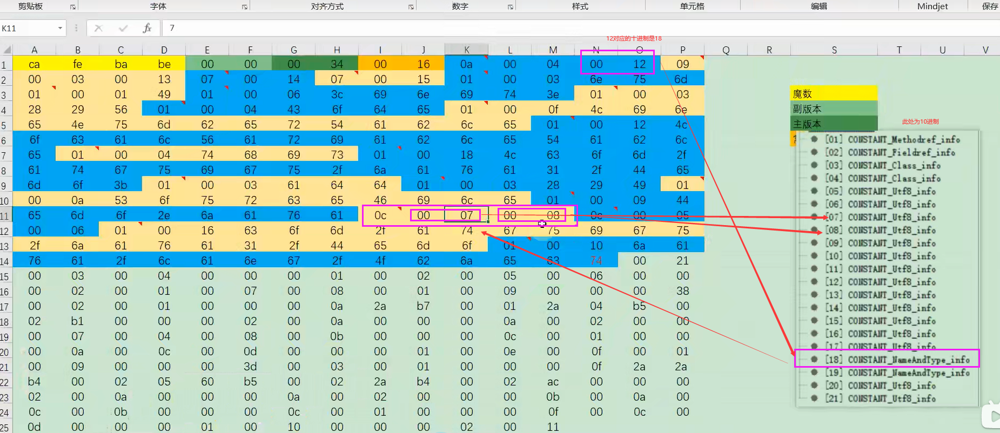 剪贴板 字体 对齐方式 数字 样式 单元格 编辑 Mindjet 保存
K11 fx 7
12对应的十进制是18
A B C D E F G H I J K L M N O P Q R S T U V
1 ca fe ba be 00 00 00 34 00 16 0a 00 04 00 12 09
2 00 03 00 13 07 00 14 07 00 15 01 00 03 6e 75 6d
3 01 00 01 49 01 00 06 3c 69 6e 69 74 3e 01 00 03
4 28 29 56 01 00 04 43 6f 64 65 01 00 0f 4c 69 6e
5 65 4e 75 6d 62 65 72 54 61 62 6c 65 01 00 12 4c
6 6f 63 61 6c 56 61 72 69 61 62 6c 65 54 61 62 6c
7 65 01 00 04 74 68 69 73 01 00 18 4c 63 6f 6d 2f
8 61 74 67 75 69 67 75 2f 6a 61 76 61 31 2f 44 65
9 6d 6f 3b 01 00 03 61 64 64 01 00 03 28 29 49 01
10 00 0a 53 6f 75 72 63 65 46 69 6c 65 01 00 09 44
11 65 6d 6f 2e 6a 61 76 61 0c 00 07 00 08 0c 00 05
12 00 06 01 00 16 63 6f 6d 2f 61 74 67 75 69 67 75
13 2f 6a 61 76 61 31 2f 44 65 6d 6f 01 00 10 6a 61
14 76 61 2f 6c 61 6e 67 2f 4f 62 6a 65 63 74 00 21
15 00 03 00 04 00 00 00 01 00 02 00 05 00 06 00 00
16 00 02 00 01 00 07 00 08 00 01 00 09 00 00 00 38
17 00 02 00 01 00 00 00 0a 2a b7 00 01 2a 04 b5 00
18 02 b1 00 00 00 02 00 0a 00 00 00 0a 00 02 00 00
19 00 07 00 04 00 08 00 0b 00 00 00 0c 00 01 00 00
20 00 0a 00 0c 00 0d 00 00 00 01 00 0e 00 0f 00 01
21 00 09 00 00 00 3d 00 03 00 01 00 00 00 0f 2a 2a
22 b4 00 02 05 60 b5 00 02 2a b4 00 02 ac 00 00 00
23 02 00 0a 00 00 00 0a 00 02 00 00 00 0b 00 0a 00
24 0c 00 0b 00 00 00 0c 00 01 00 00 00 0f 00 0c 00
25 0d 00 00 00 01 00 10 00 00 00 02 00 11
魔数
副版本
主版本
此处为10进制
[01] CONSTANT_Methodref_info
[02] CONSTANT_Fieldref_info
[03] CONSTANT_Class_info
[04] CONSTANT_Class_info
[05] CONSTANT_Utf8_info
[06] CONSTANT_Utf8_info
[07] CONSTANT_Utf8_info
[08] CONSTANT_Utf8_info
[09] CONSTANT_Utf8_info
[10] CONSTANT_Utf8_info
[11] CONSTANT_Utf8_info
[12] CONSTANT_Utf8_info
[13] CONSTANT_Utf8_info
[14] CONSTANT_Utf8_info
[15] CONSTANT_Utf8_info
[16] CONSTANT_Utf8_info
[17] CONSTANT_Utf8_info
[18] CONSTANT_NameAndType_info
[19] CONSTANT_NameAndType_info
[20] CONSTANT_Utf8_info
[21] CONSTANT_Utf8_info